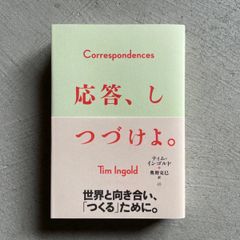 Correspondences
応答、し
つづけよ。
Tim Ingold
ティム・
インゴルド
奥野克巳
訳
世界と向き合い、
「つくる」ために。